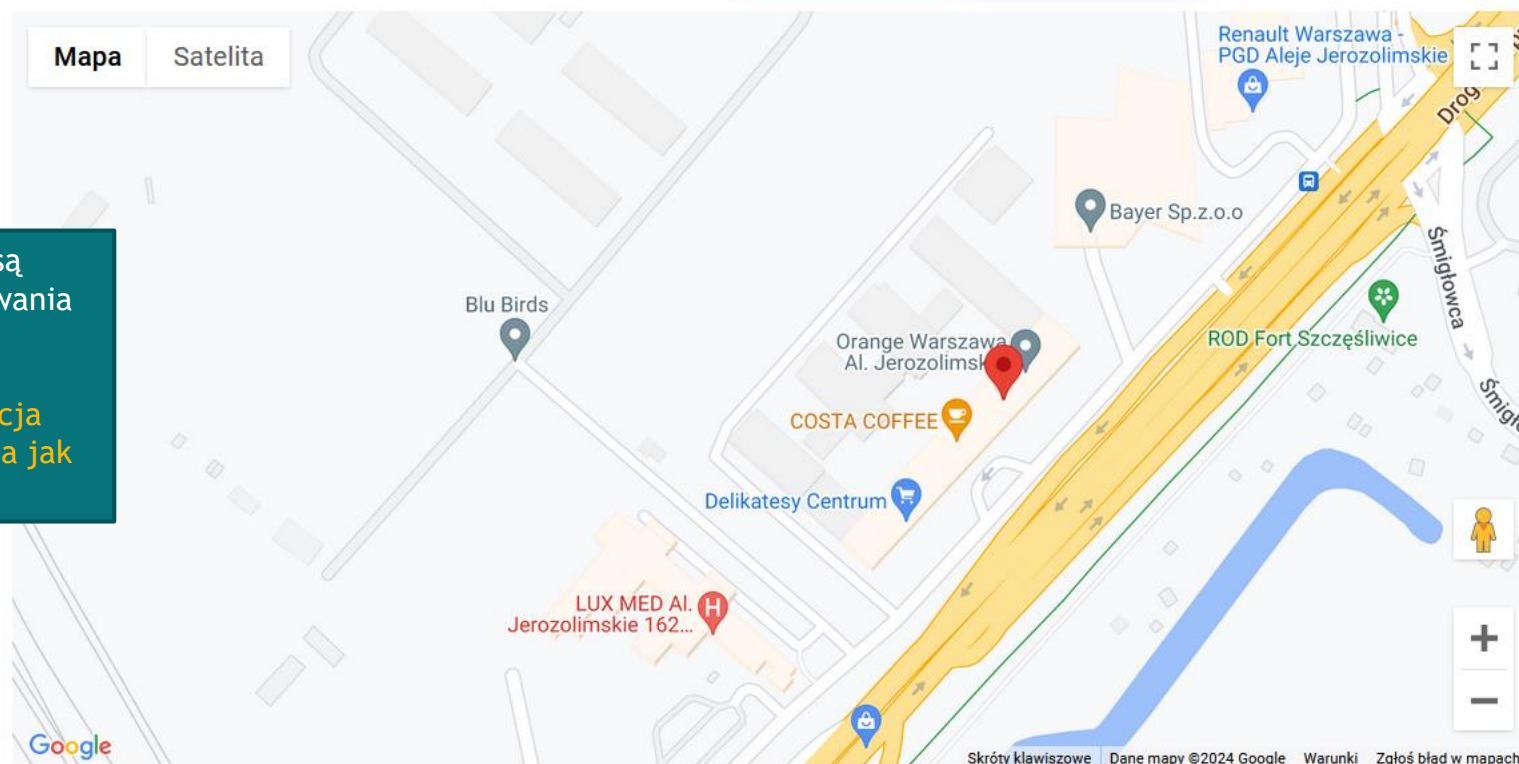 Mapa
Satelita
Renault Warszawa -
PGD Aleje Jerozolimskie
Bayer Sp.z.o.o
Śmigłowca
są
Blu Birds
Orange Warszawa
Al.
ROD Fort Szczęśliwice
cja
a jak
COSTA COFFEE
Delikatesy Centrum
LUX MED Al.
Jerozolimskie 162...
Google
Skróty klawiszowe
Dane mapy ©2024 Google
Warunki
Zgłoś błąd w mapach